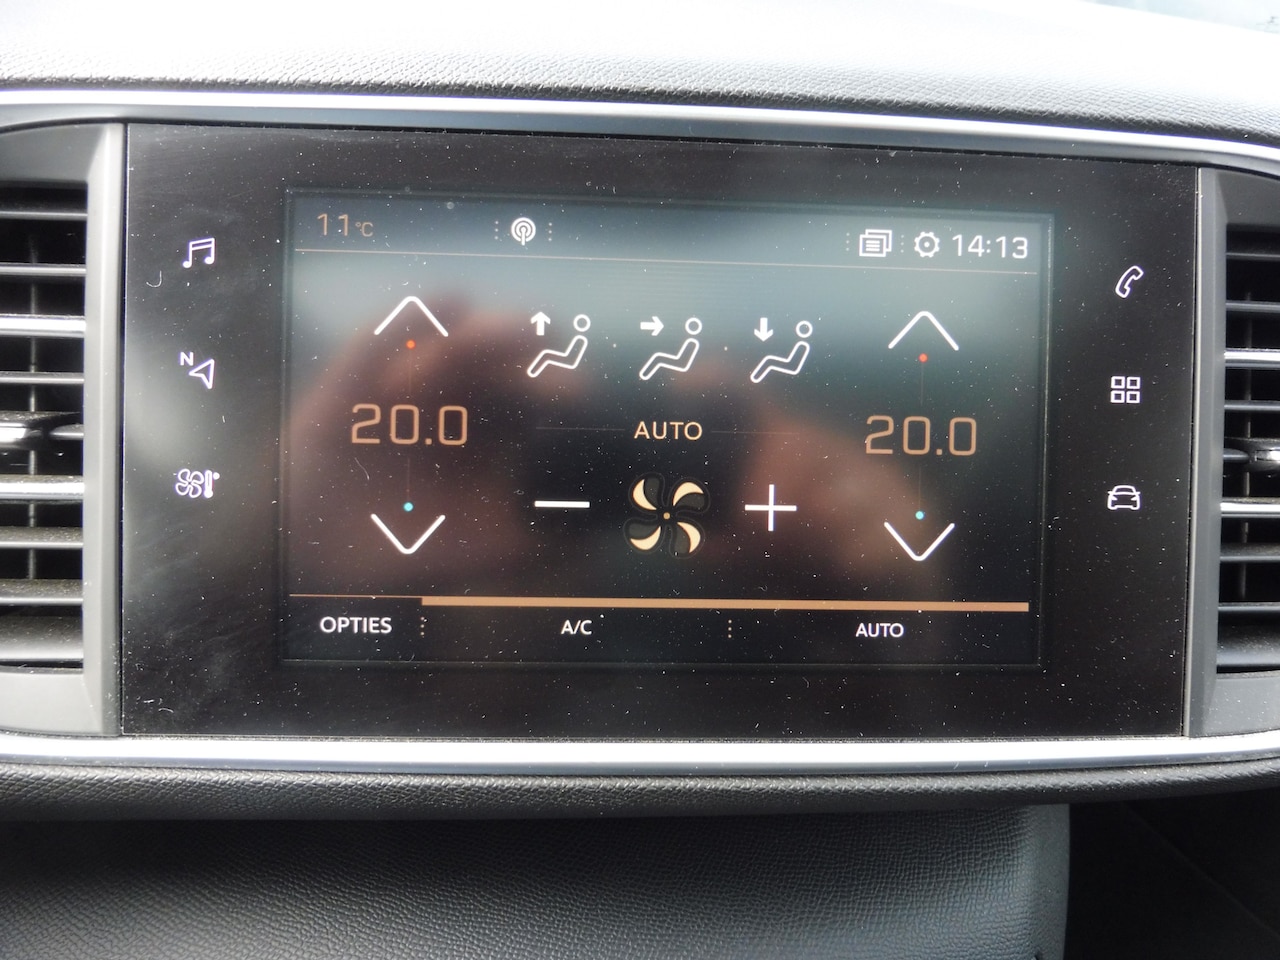 11°C
14:13
N
20.0
AUTO
20.0
OPTIES
A/C
AUTO